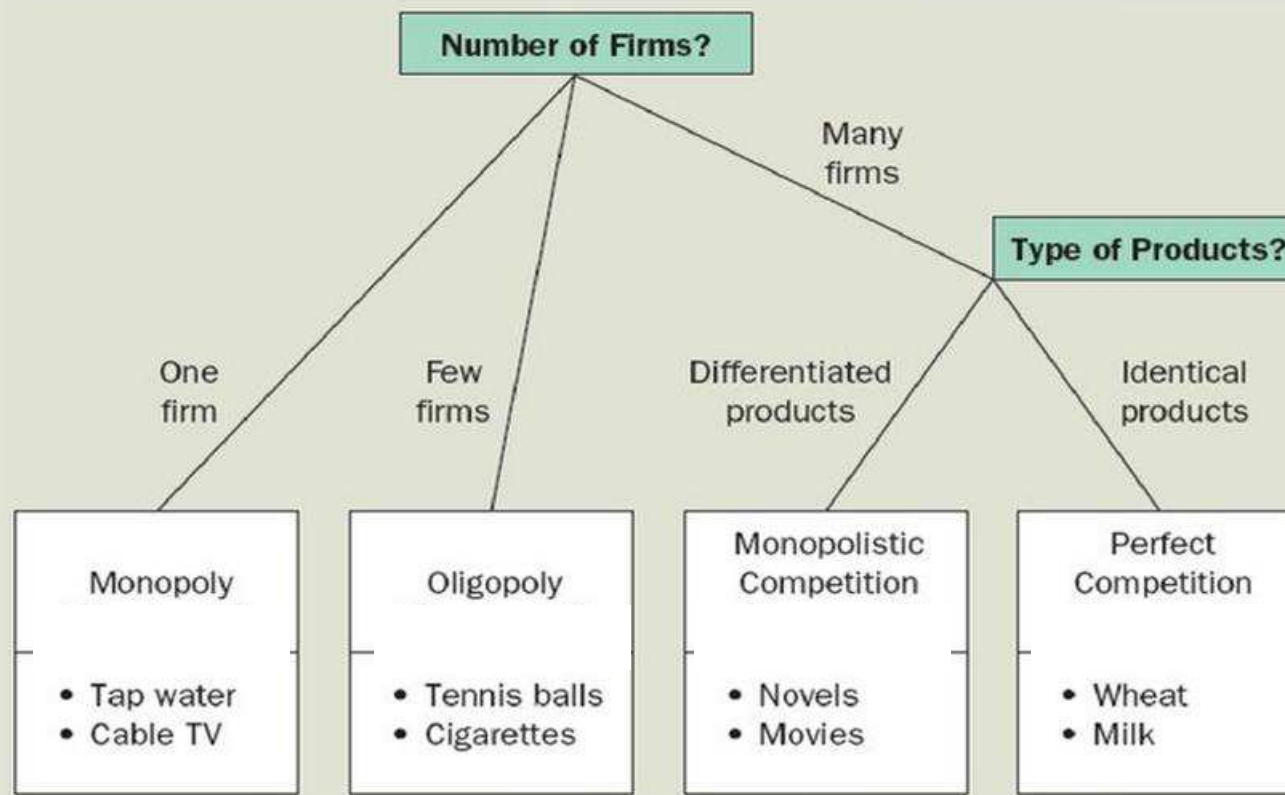 Number of Firms?
Many
firms
Type of Products?
One
firm
Few
firms
Differentiated
products
Identical
products
Monopoly
Oligopoly
Monopolistic
Competition
Perfect
Competition
• Tap water
• Cable TV
• Tennis balls
• Cigarettes
• Novels
• Movies
• Wheat
• Milk